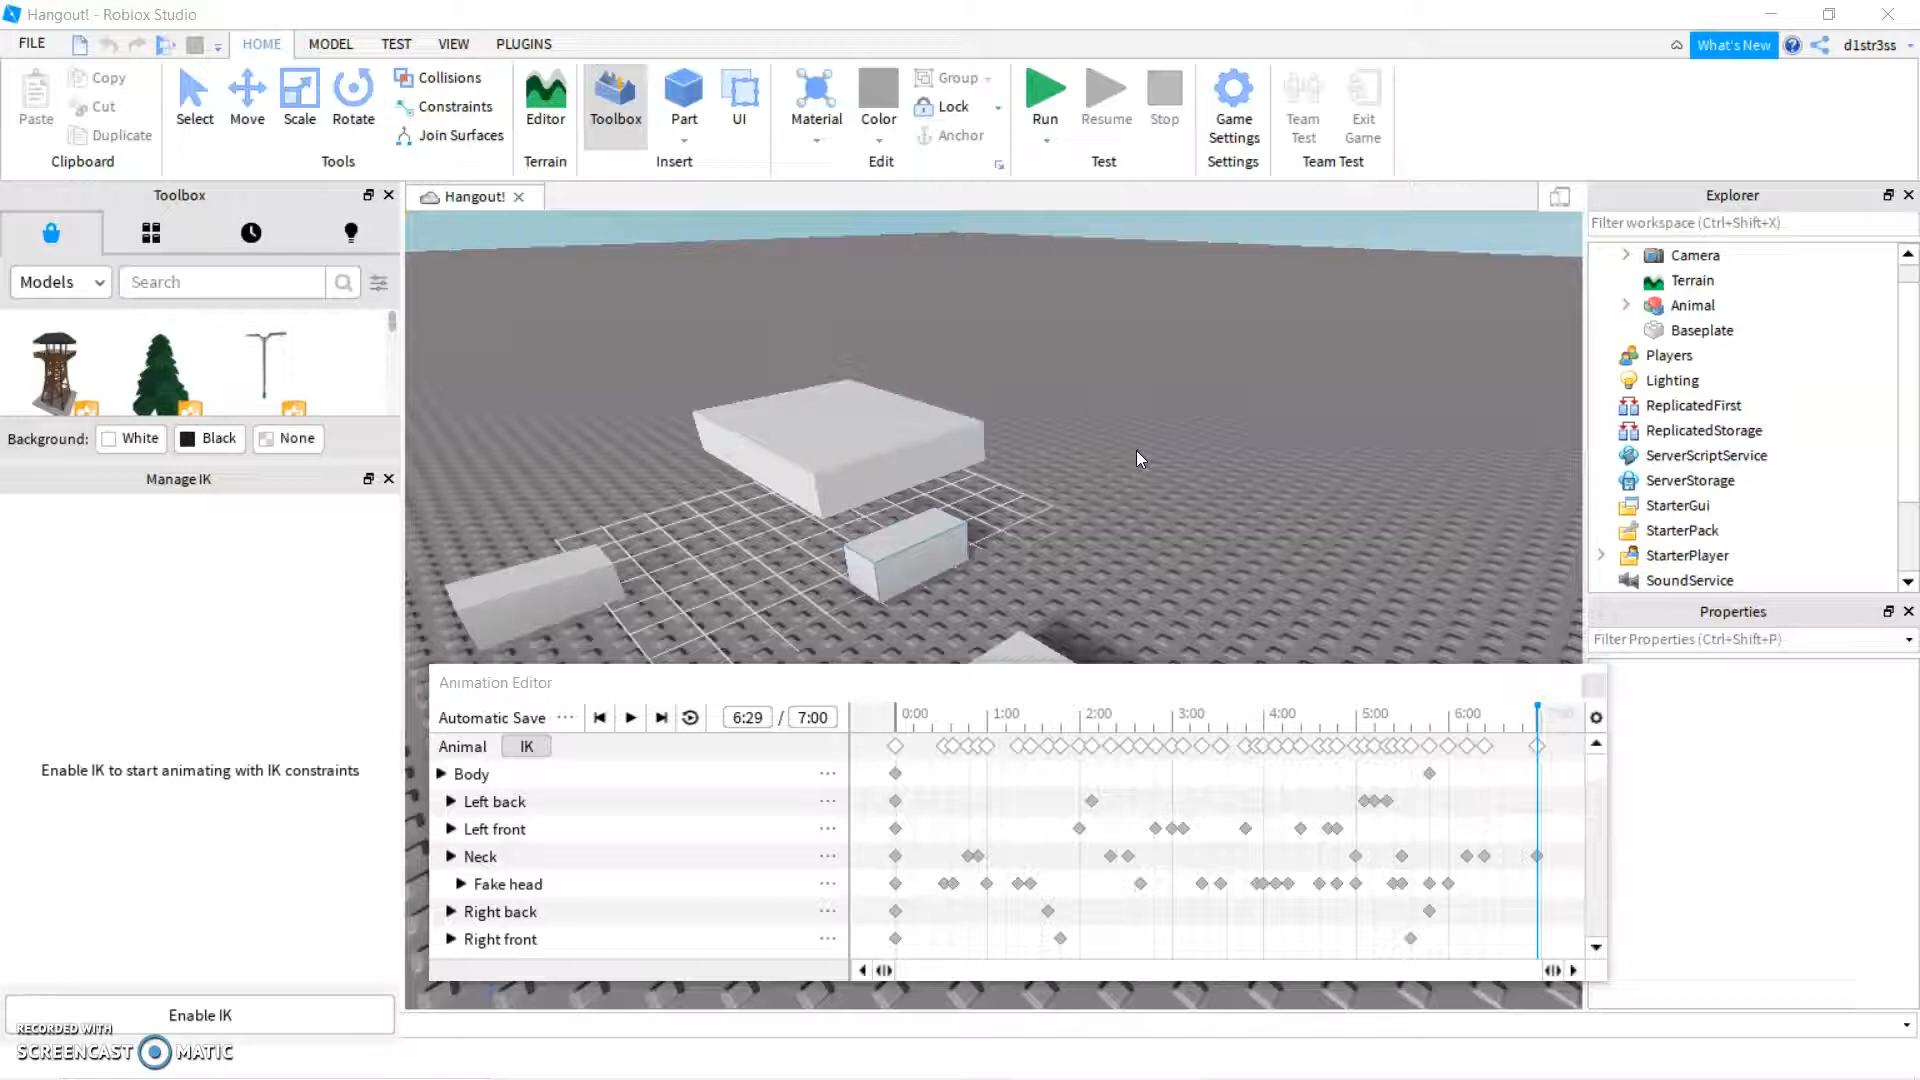 Hangout! - Roblox Studio
FILE HOME MODEL TEST VIEW PLUGINS What's New d1str3ss
Paste Copy Cut Duplicate Clipboard
Select Move Scale Rotate Collisions Constraints Join Surfaces Tools
Editor Terrain
Toolbox Part UI Insert
Material Color Group Lock Anchor Edit
Run Resume Stop Test
Game Settings Settings
Team Test Exit Game Team Test
Toolbox
Models Search
Background: White Black None
Manage IK
Enable IK to start animating with IK constraints
Enable IK
RECORDED WITH
SCREENCAST MATIC
Hangout!
Animation Editor
Automatic Save 6:29 / 7:00 0:00 1:00 2:00 3:00 4:00 5:00 6:00
Animal IK
Body
Left back
Left front
Neck
Fake head
Right back
Right front
Explorer
Filter workspace (Ctrl+Shift+X)
Camera
Terrain
Animal
Baseplate
Players
Lighting
ReplicatedFirst
ReplicatedStorage
ServerScriptService
ServerStorage
StarterGui
StarterPack
StarterPlayer
SoundService
Properties
Filter Properties (Ctrl+Shift+P)